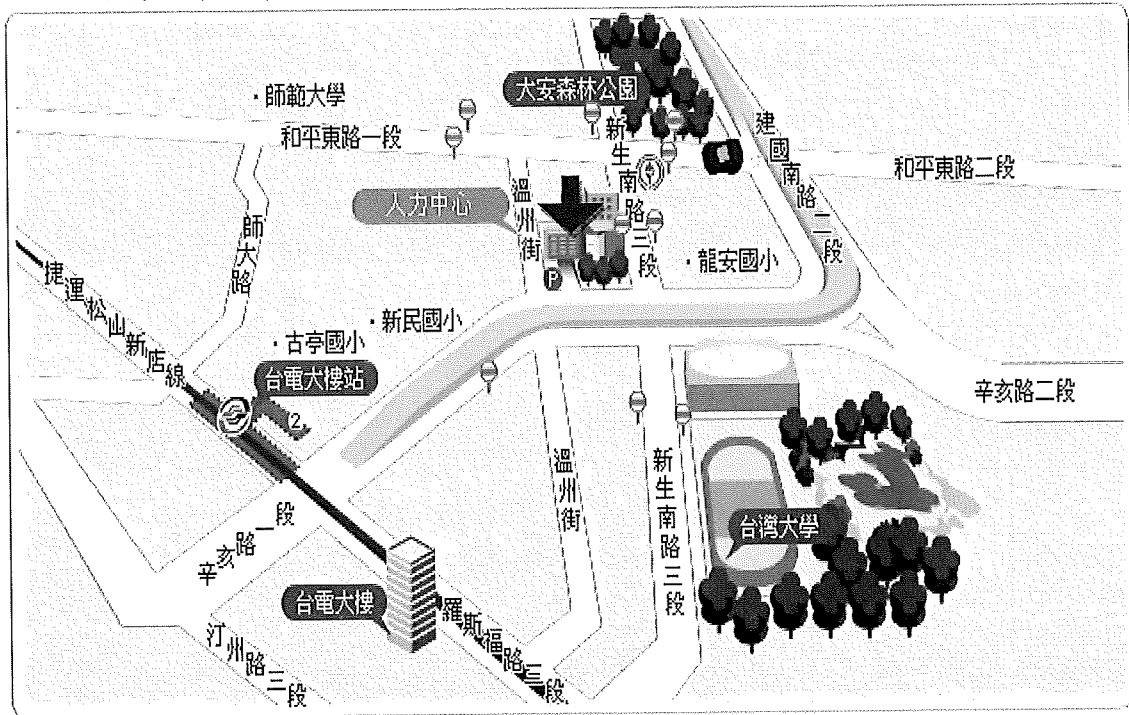 大安森林公園
師範大學
和平東路一段
新生南路三段
建國南路二段
和平東路二段
人力中心
溫州街
師大路
龍安國小
P
捷運松山新店線
新民國小
古亭國小
台電大樓站
2
辛亥路二段
溫州街
新生南路三段
辛亥路一段
台灣大學
台電大樓
羅斯福路三段
汀州路三段